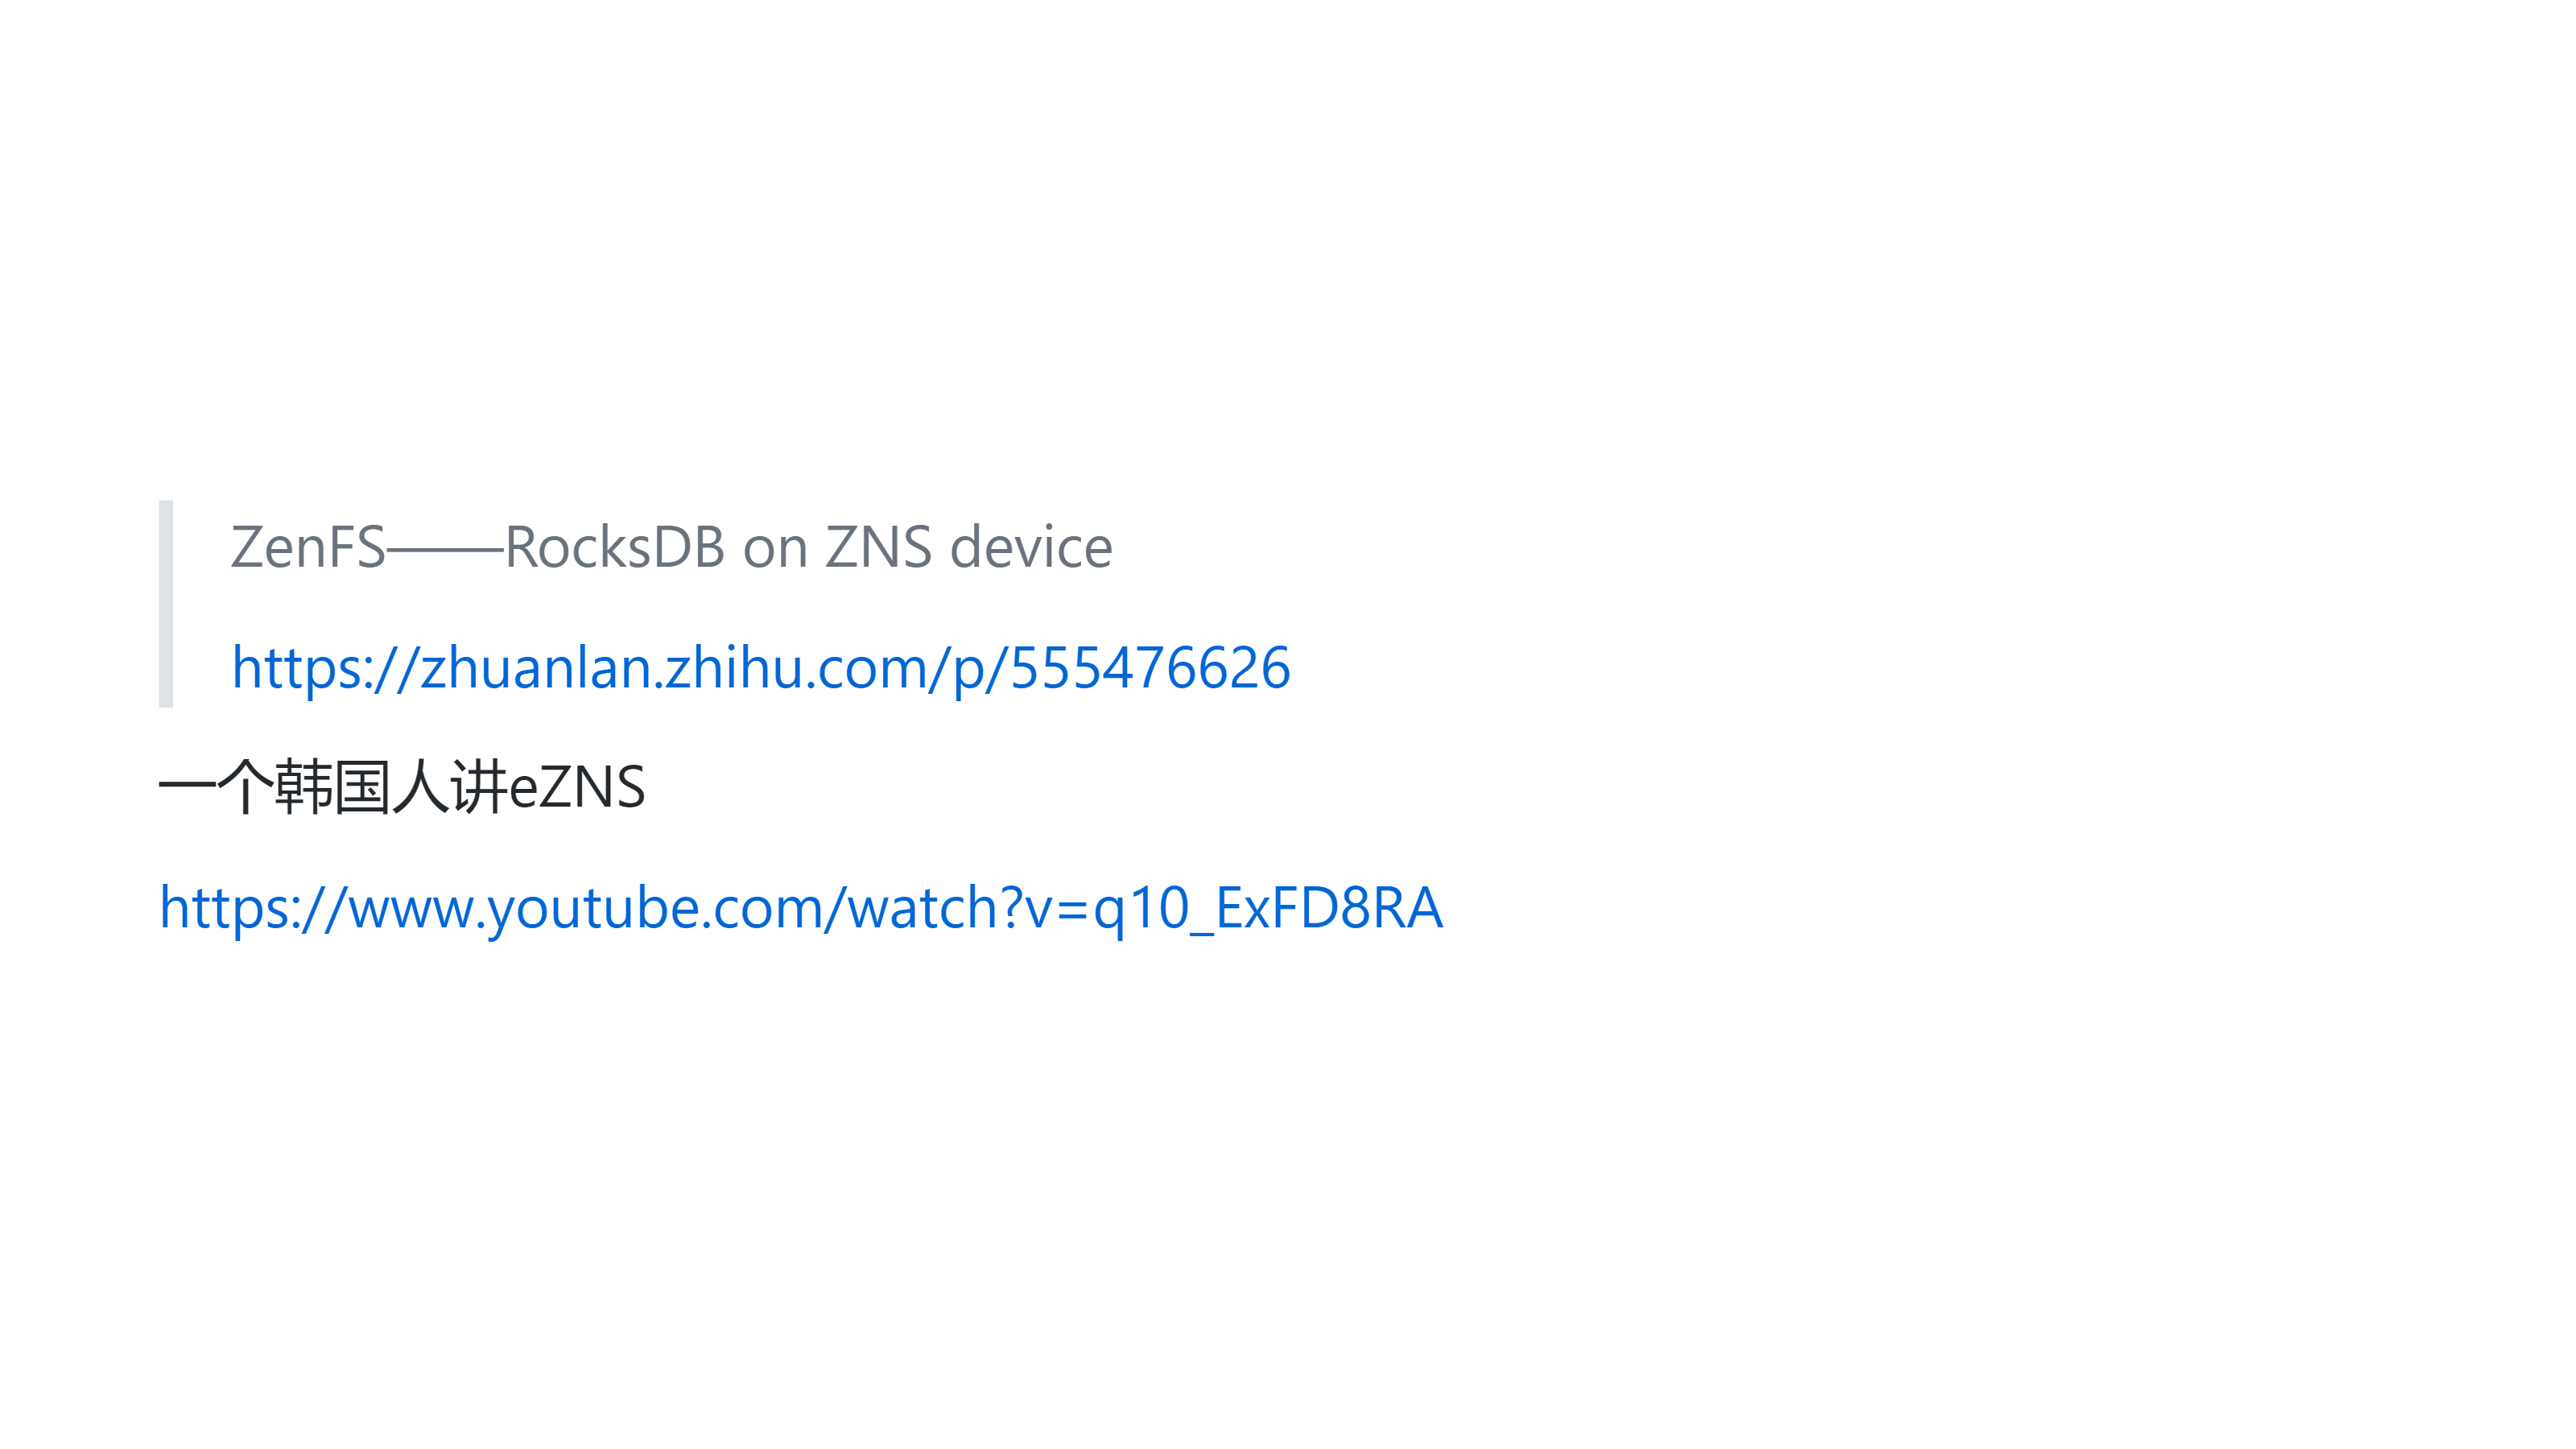 ZenFS——RocksDB on ZNS device
https://zhuanlan.zhihu.com/p/555476626
一个韩国人讲eZNS
https://www.youtube.com/watch?v=q10_ExFD8RA